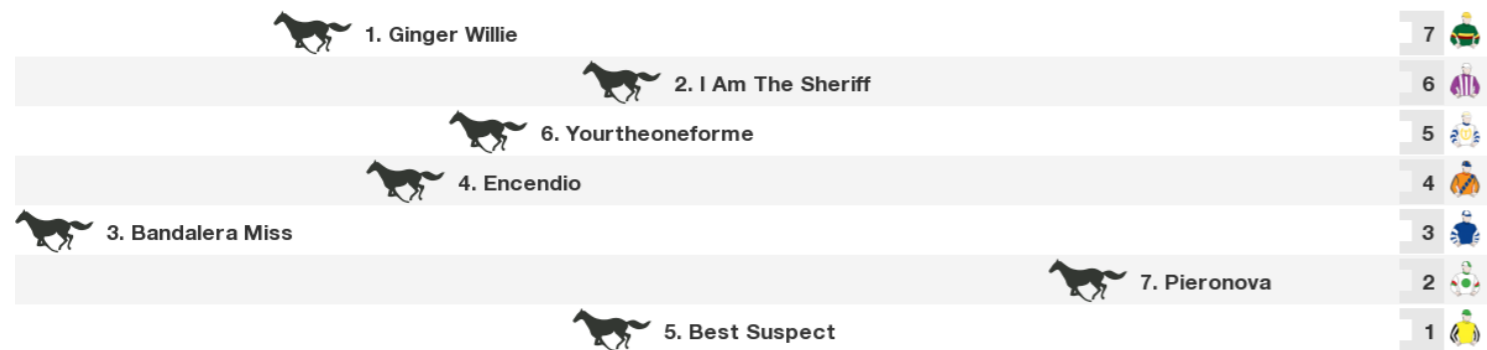 1. Ginger Willie 7
2. I Am The Sheriff 6
6. Yourtheoneforme 5
4. Encendio 4
3. Bandalera Miss 3
7. Pieronova 2
5. Best Suspect 1